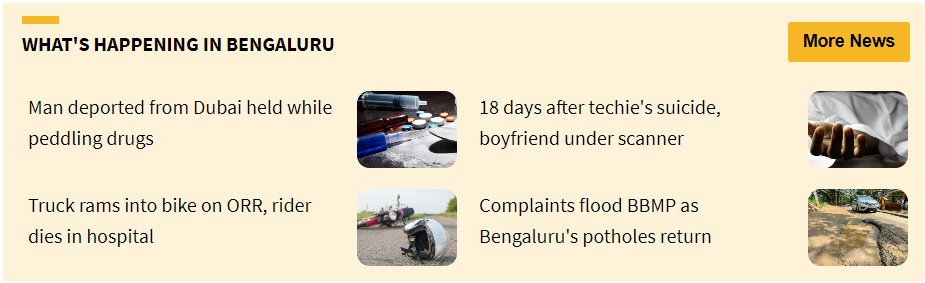 WHAT'S HAPPENING IN BENGALURU
More News
Man deported from Dubai held while
peddling drugs
18 days after techie's suicide,
boyfriend under scanner
Truck rams into bike on ORR, rider
dies in hospital
Complaints flood BBMP as
Bengaluru's potholes return